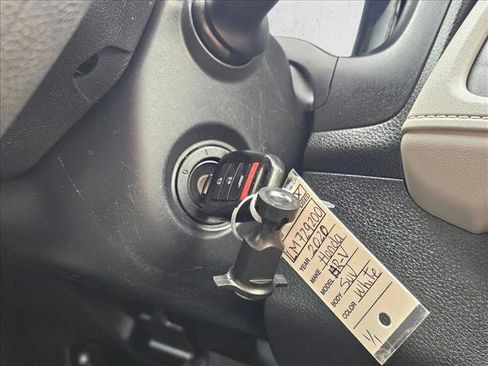 LM729200
YEAR 2020
MAKE Honda
MODEL HR-V
BODY SUV
COLOR White
1/1